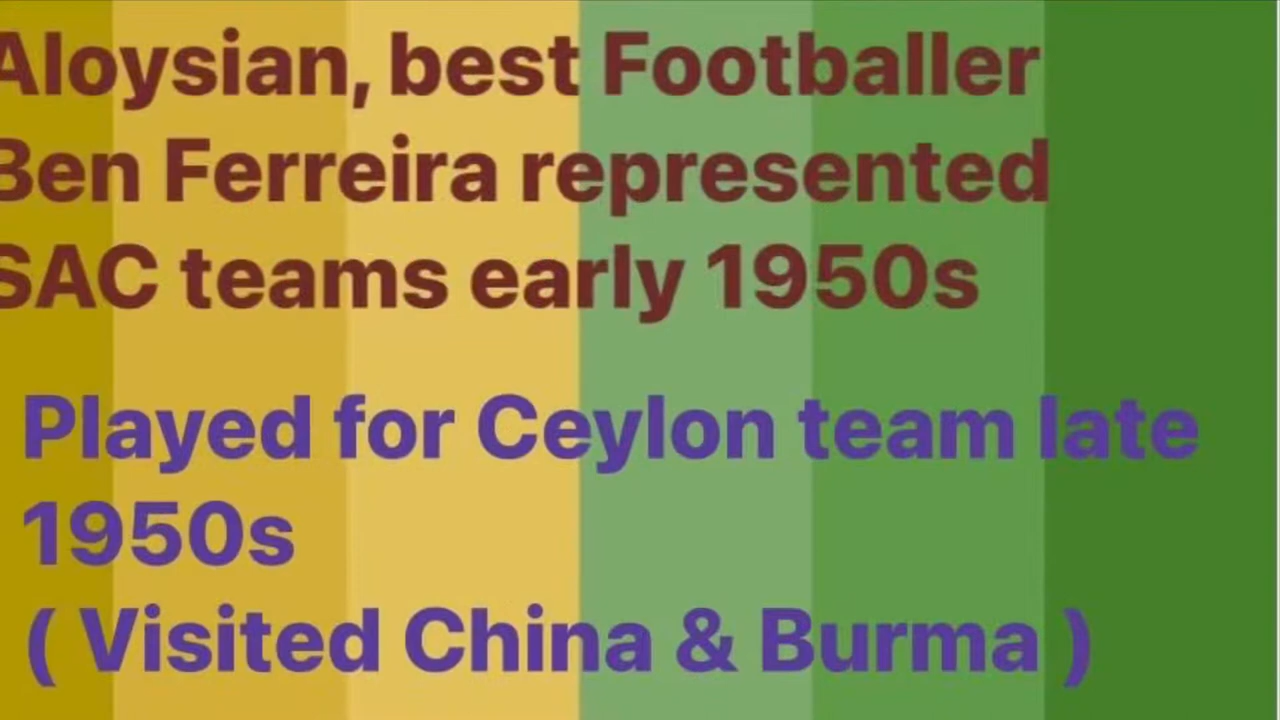 Aloysian, best Footballer
Ben Ferreira represented
SAC teams early 1950s
Played for Ceylon team late
1950s
( Visited China & Burma )